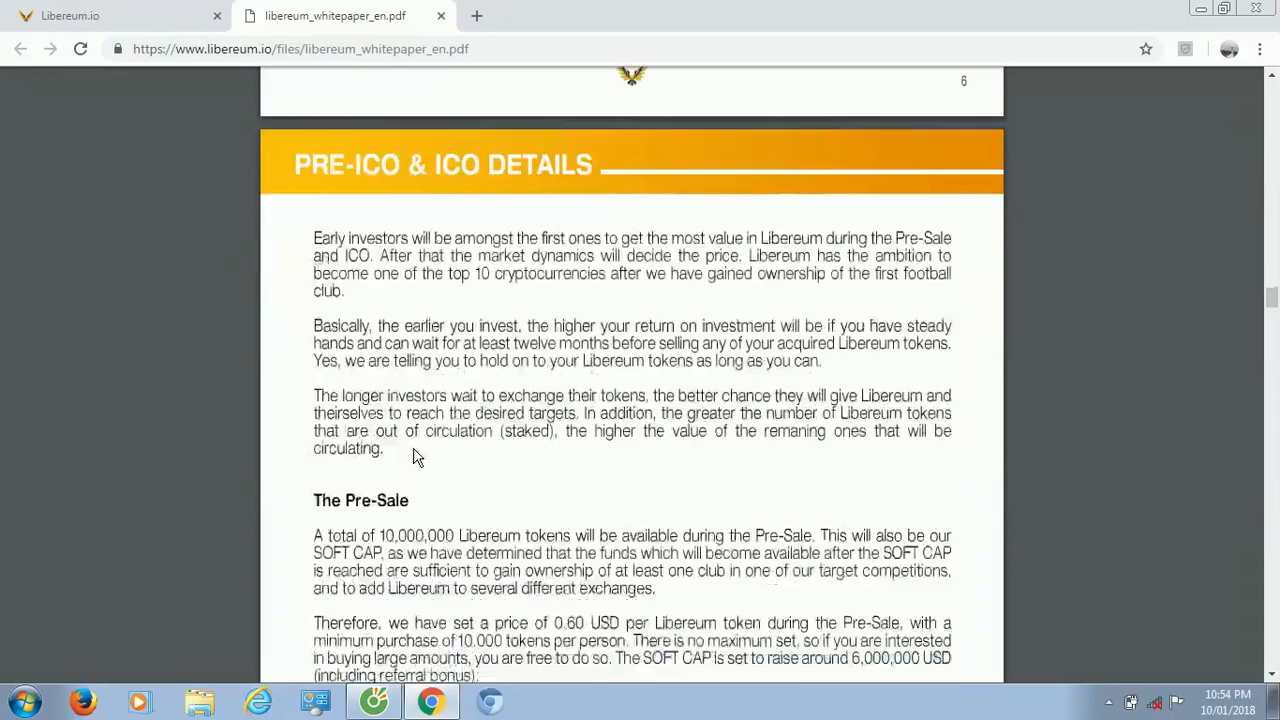 Libereum.io
libereum_whitepaper_en.pdf
https://www.libereum.io/files/libereum_whitepaper_en.pdf
6
PRE-ICO & ICO DETAILS
Early investors will be amongst the first ones to get the most value in Libereum during the Pre-Sale
and ICO. After that the market dynamics will decide the price. Libereum has the ambition to
become one of the top 10 cryptocurrencies after we have gained ownership of the first football
club.
Basically, the earlier you invest, the higher your return on investment will be if you have steady
hands and can wait for at least twelve months before selling any of your acquired Libereum tokens.
Yes, we are telling you to hold on to your Libereum tokens as long as you can.
The longer investors wait to exchange their tokens, the better chance they will give Libereum and
theirselves to reach the desired targets. In addition, the greater the number of Libereum tokens
that are out of circulation (staked), the higher the value of the remaning ones that will be
circulating.
The Pre-Sale
A total of 10,000,000 Libereum tokens will be available during the Pre-Sale. This will also be our
SOFT CAP, as we have determined that the funds which will become available after the SOFT CAP
is reached are sufficient to gain ownership of at least one club in one of our target competitions,
and to add Libereum to several different exchanges.
Therefore, we have set a price of 0.60 USD per Libereum token during the Pre-Sale, with a
minimum purchase of 10.000 tokens per person. There is no maximum set, so if you are interested
in buying large amounts, you are free to do so. The SOFT CAP is set to raise around 6,000,000 USD
(including referral bonus).
10:54 PM
10/01/2018